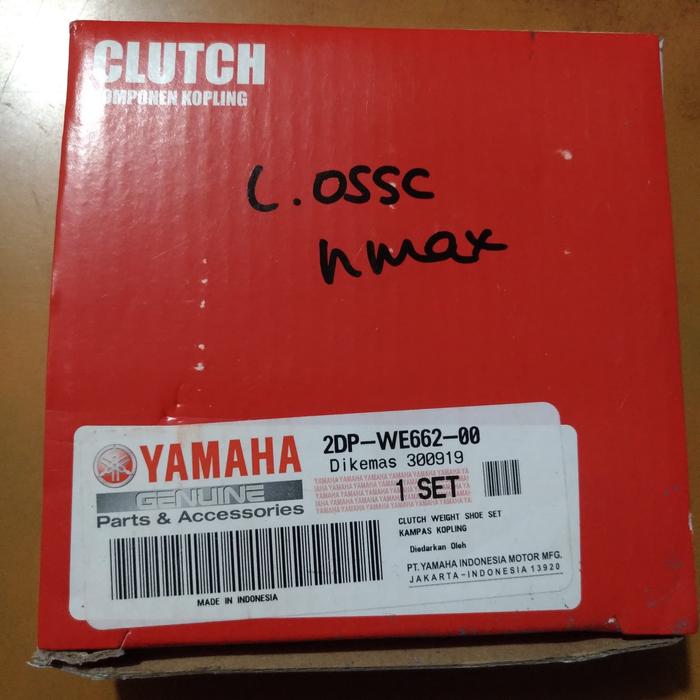 CLUTCH
OMPONEN KOPLING
C.OSSC
nmax
YAMAHA
GENUINE
Parts & Accessories
MADE IN INDONESIA
2DP-WE662-00
Dikemas 300919
1 SET
CLUTCH WEIGHT SHOE SET
KAMPAS KOPLING
Diedarkan Oleh
PT. YAMAHA INDONESIA MOTOR MFG.
JAKARTA-INDONESIA 13920